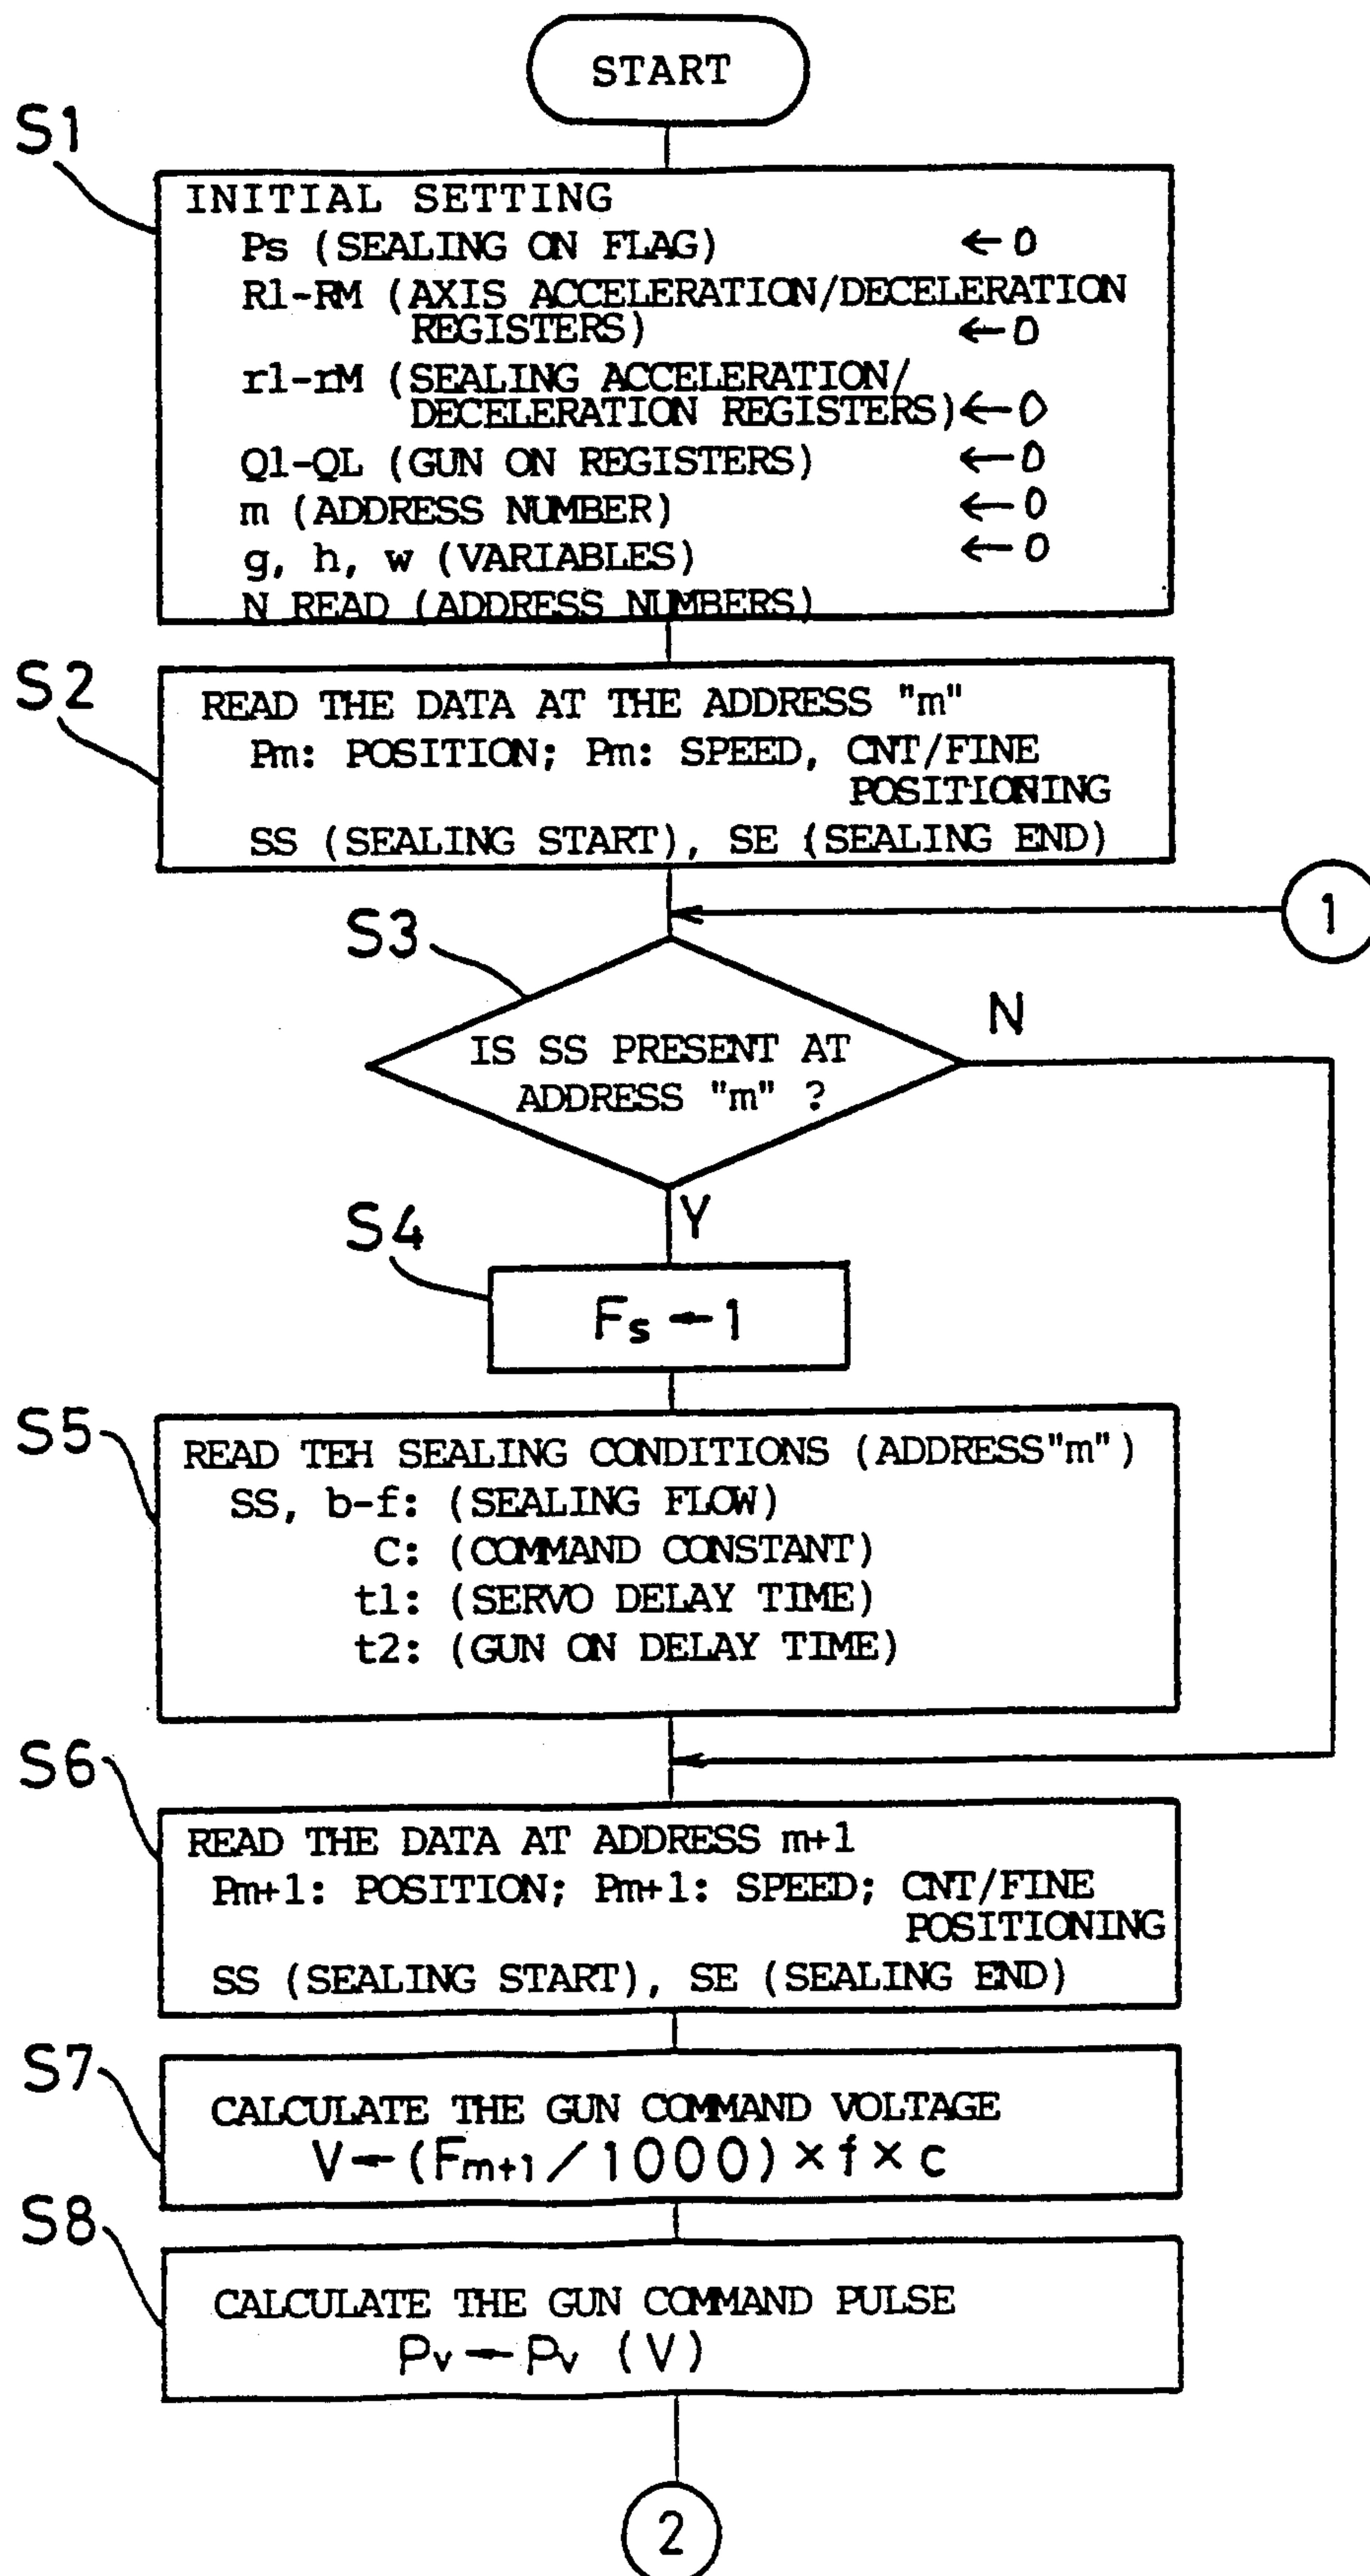 START
S1
INITIAL SETTING
Ps (SEALING ON FLAG) ←0
R1-RM (AXIS ACCELERATION/DECELERATION
REGISTERS) ←0
r1-rM (SEALING ACCELERATION/
DECELERATION REGISTERS)←0
Q1-QL (GUN ON REGISTERS) ←0
m (ADDRESS NUMBER) ←0
g, h, w (VARIABLES) ←0
N READ (ADDRESS NUMBERS)
S2
READ THE DATA AT THE ADDRESS "m"
Pm: POSITION; Pm: SPEED, CNT/FINE
POSITIONING
SS (SEALING START), SE (SEALING END)
1
S3
IS SS PRESENT AT
ADDRESS "m" ?
N
Y
S4
Fs←1
S5
READ TEH SEALING CONDITIONS (ADDRESS"m")
SS, b-f: (SEALING FLOW)
C: (COMMAND CONSTANT)
t1: (SERVO DELAY TIME)
t2: (GUN ON DELAY TIME)
S6
READ THE DATA AT ADDRESS m+1
Pm+1: POSITION; Pm+1: SPEED; CNT/FINE
POSITIONING
SS (SEALING START), SE (SEALING END)
S7
CALCULATE THE GUN COMMAND VOLTAGE
V←(Fm+1/1000)×f×c
S8
CALCULATE THE GUN COMMAND PULSE
Pv←Pv (V)
2